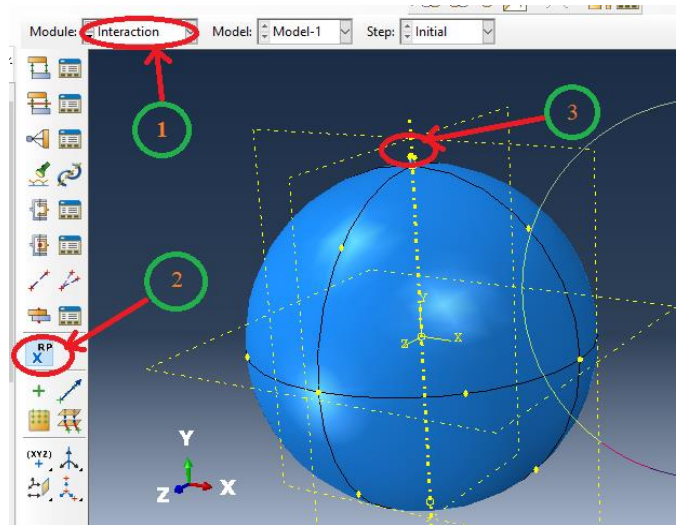 Module: Interaction Model: Model-1 Step: Initial
1
3
2
RP
X
(XYZ)
Y
Z X
Y
Z X